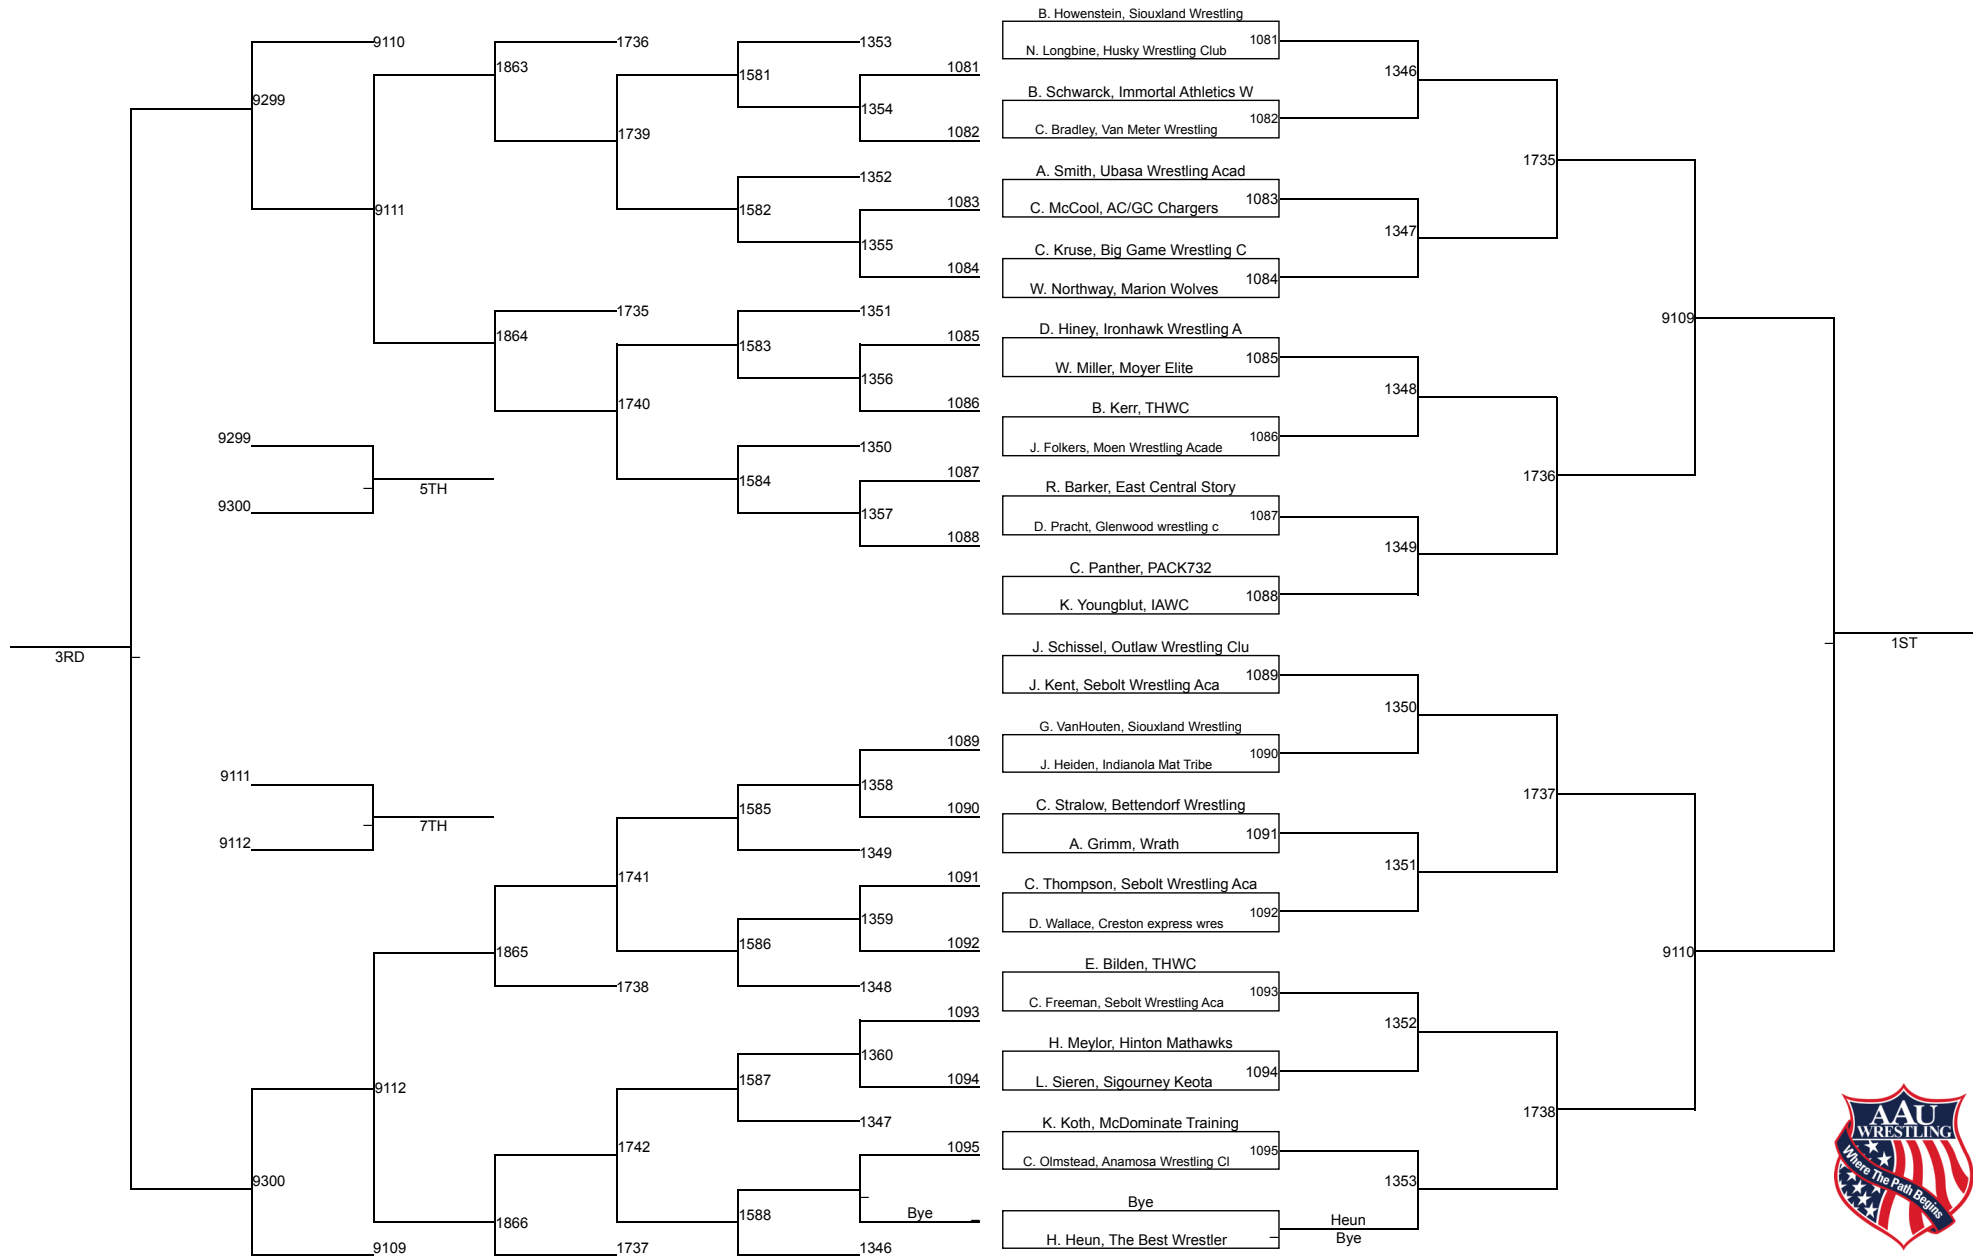 B. Howenstein, Siouxland Wrestling
9110
1736
1353
1081
N. Longbine, Husky Wrestling Club
1863
1081
1346
1581
B. Schwarck, Immortal Athletics W
9299
1354
1082
1739
1082
C. Bradley, Van Meter Wrestling
1735
A. Smith, Ubasa Wrestling Acad
1352
1083
1083
9111
1582
C. McCool, AC/GC Chargers
1347
1355
C. Kruse, Big Game Wrestling C
1084
1084
W. Northway, Marion Wolves
1735
1351
9109
D. Hiney, Ironhawk Wrestling A
1864
1085
1583
1085
W. Miller, Moyer Elite
1356
1348
1740
1086
B. Kerr, THWC
1086
9299
1350
J. Folkers, Moen Wrestling Acade
1087
1584
1736
5TH
R. Barker, East Central Story
9300
1357
1087
D. Pracht, Glenwood wrestling c
1088
1349
C. Panther, PACK732
1088
K. Youngblut, IAWC
3RD
1ST
J. Schissel, Outlaw Wrestling Clu
1089
J. Kent, Sebolt Wrestling Aca
1350
G. VanHouten, Siouxland Wrestling
1089
1090
J. Heiden, Indianola Mat Tribe
9111
1358
1737
1585
1090
C. Stralow, Bettendorf Wrestling
7TH
1091
9112
A. Grimm, Wrath
1349
1351
1741
1091
C. Thompson, Sebolt Wrestling Aca
1359
1092
D. Wallace, Creston express wres
1586
1092
1865
9110
E. Bilden, THWC
1738
1348
1093
C. Freeman, Sebolt Wrestling Aca
1093
1352
H. Meylor, Hinton Mathawks
1360
1587
1094
1094
L. Sieren, Sigourney Keota
9112
1738
AAU
WRESTLING
Where The Path Begins
1347
K. Koth, McDominate Training
1742
1095
1095
C. Olmstead, Anamosa Wrestling Cl
9300
1353
Bye
1866
1588
Bye
Heun
H. Heun, The Best Wrestler
Bye
9109
1737
1346